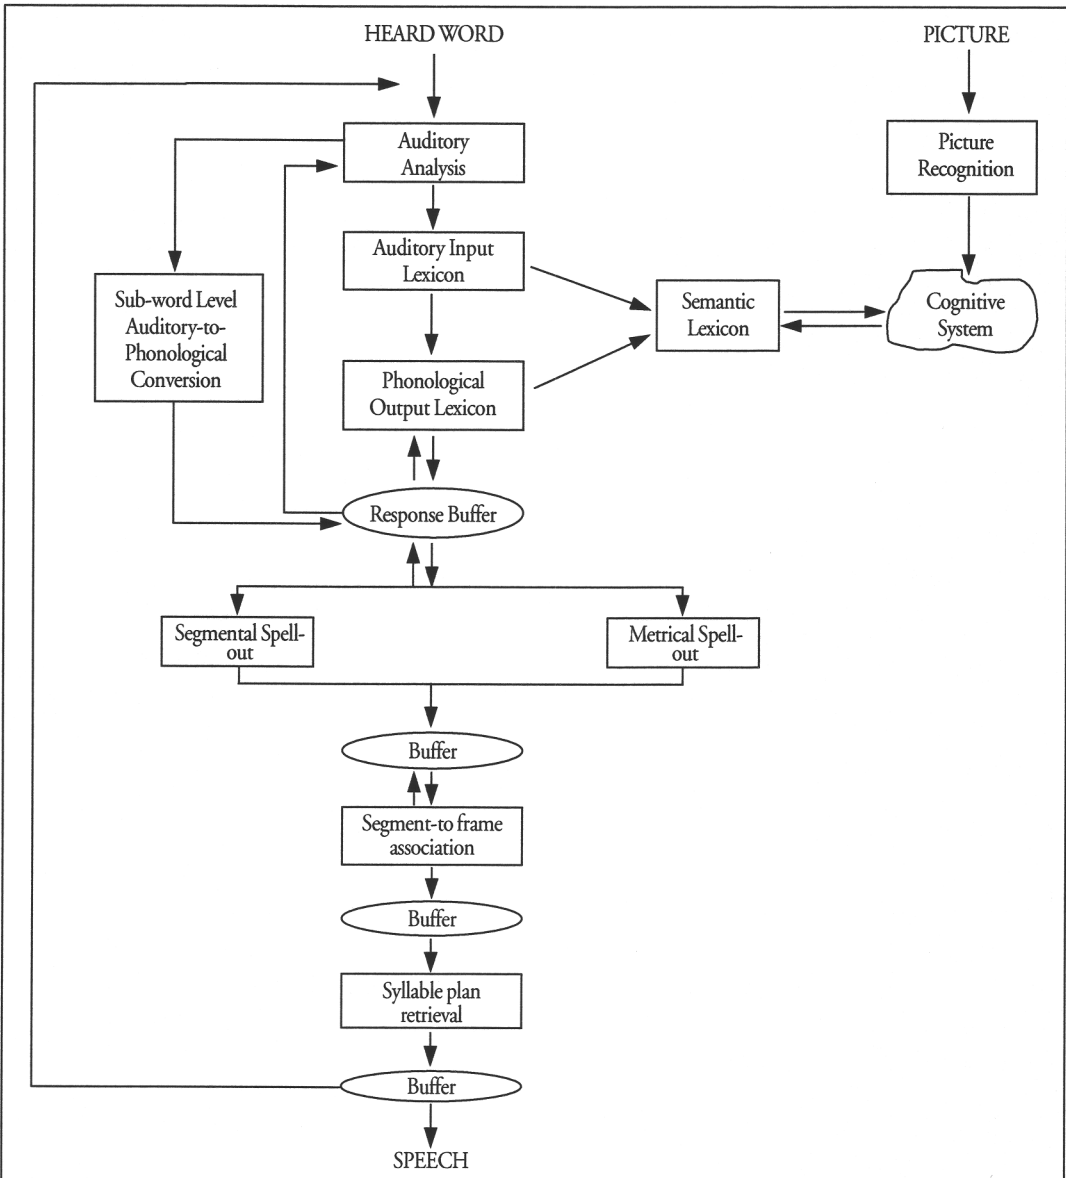 HEARD WORD
PICTURE
Auditory
Analysis
Picture
Recognition
Auditory Input
Lexicon
Sub-word Level
Auditory-to-
Phonological
Conversion
Semantic
Lexicon
Cognitive
System
Phonological
Output Lexicon
Response Buffer
Segmental Spell-
out
Metrical Spell-
out
Buffer
Segment-to frame
association
Buffer
Syllable plan
retrieval
Buffer
SPEECH